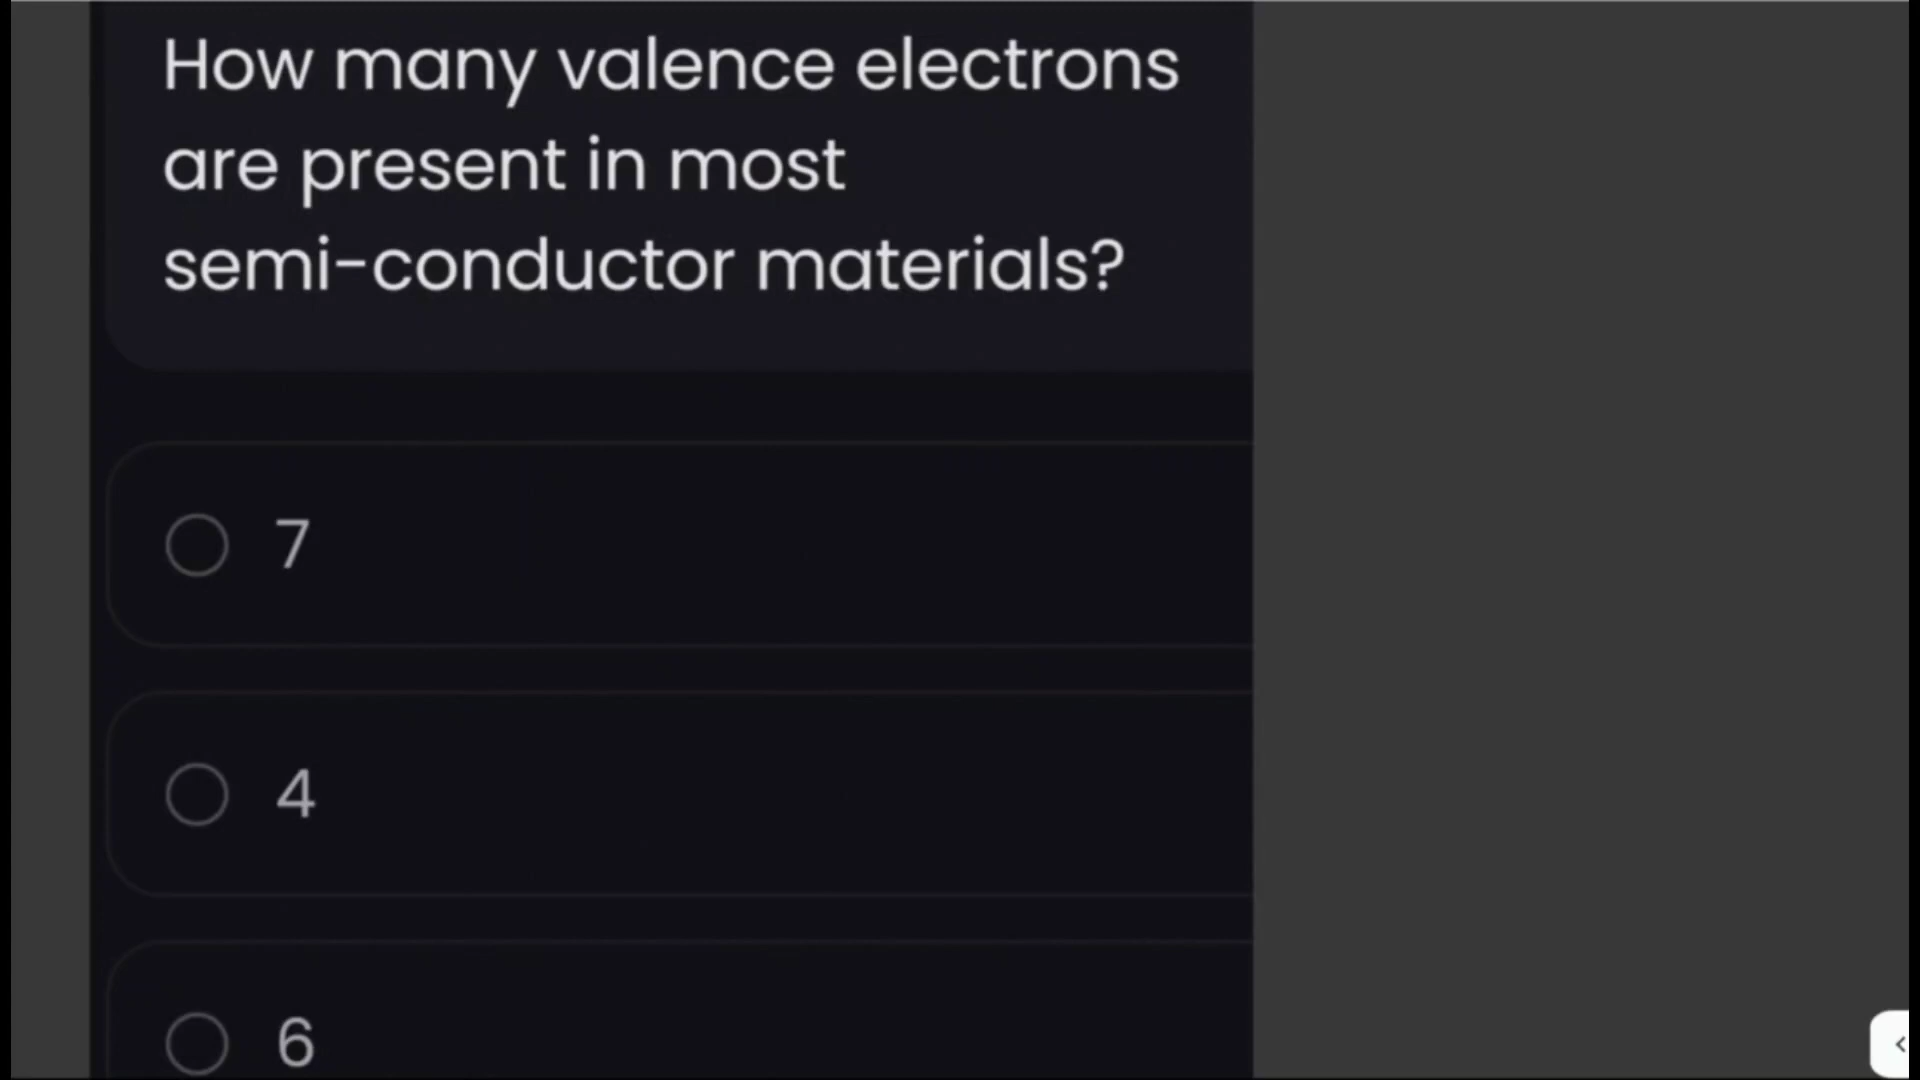 How many valence electrons
are present in most
semi-conductor materials?
7
4
6